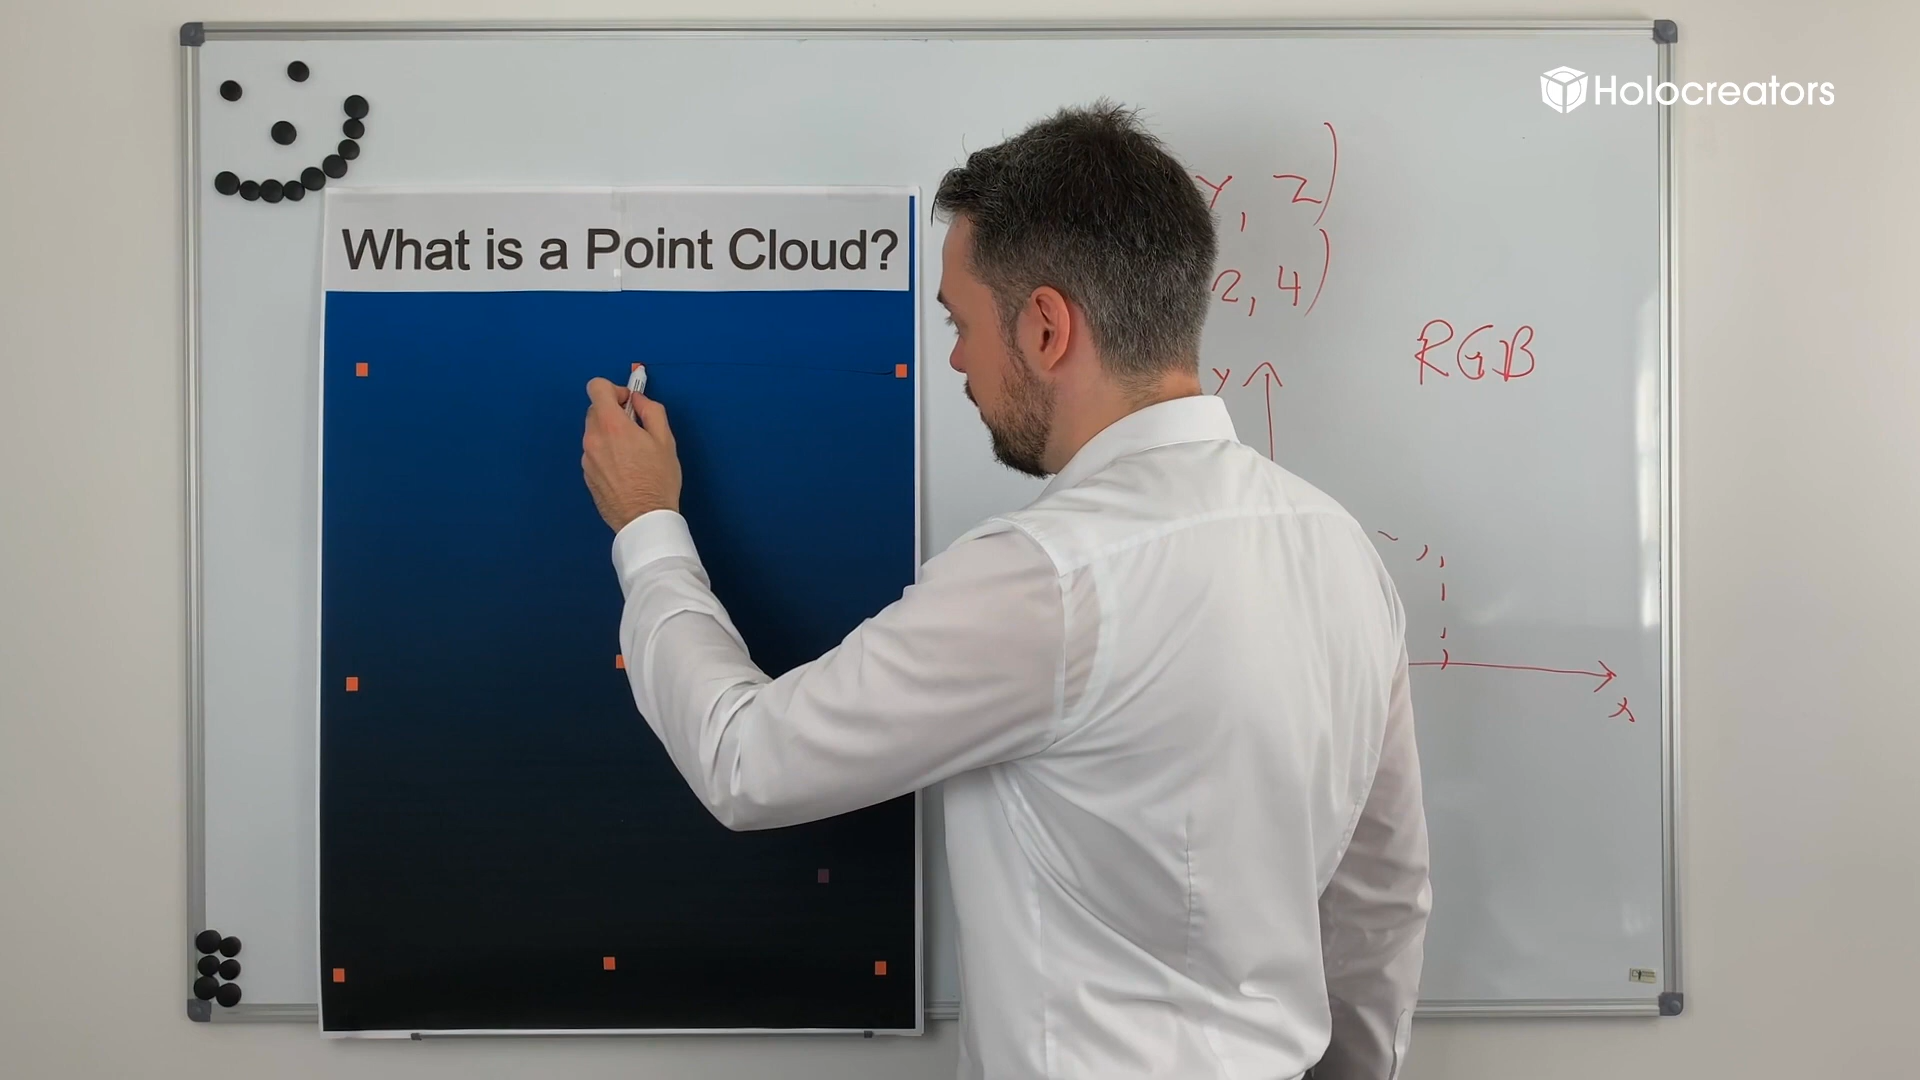 Holocreators
Y, Z)
What is a Point Cloud?
2, 4)
RGB
Y
x